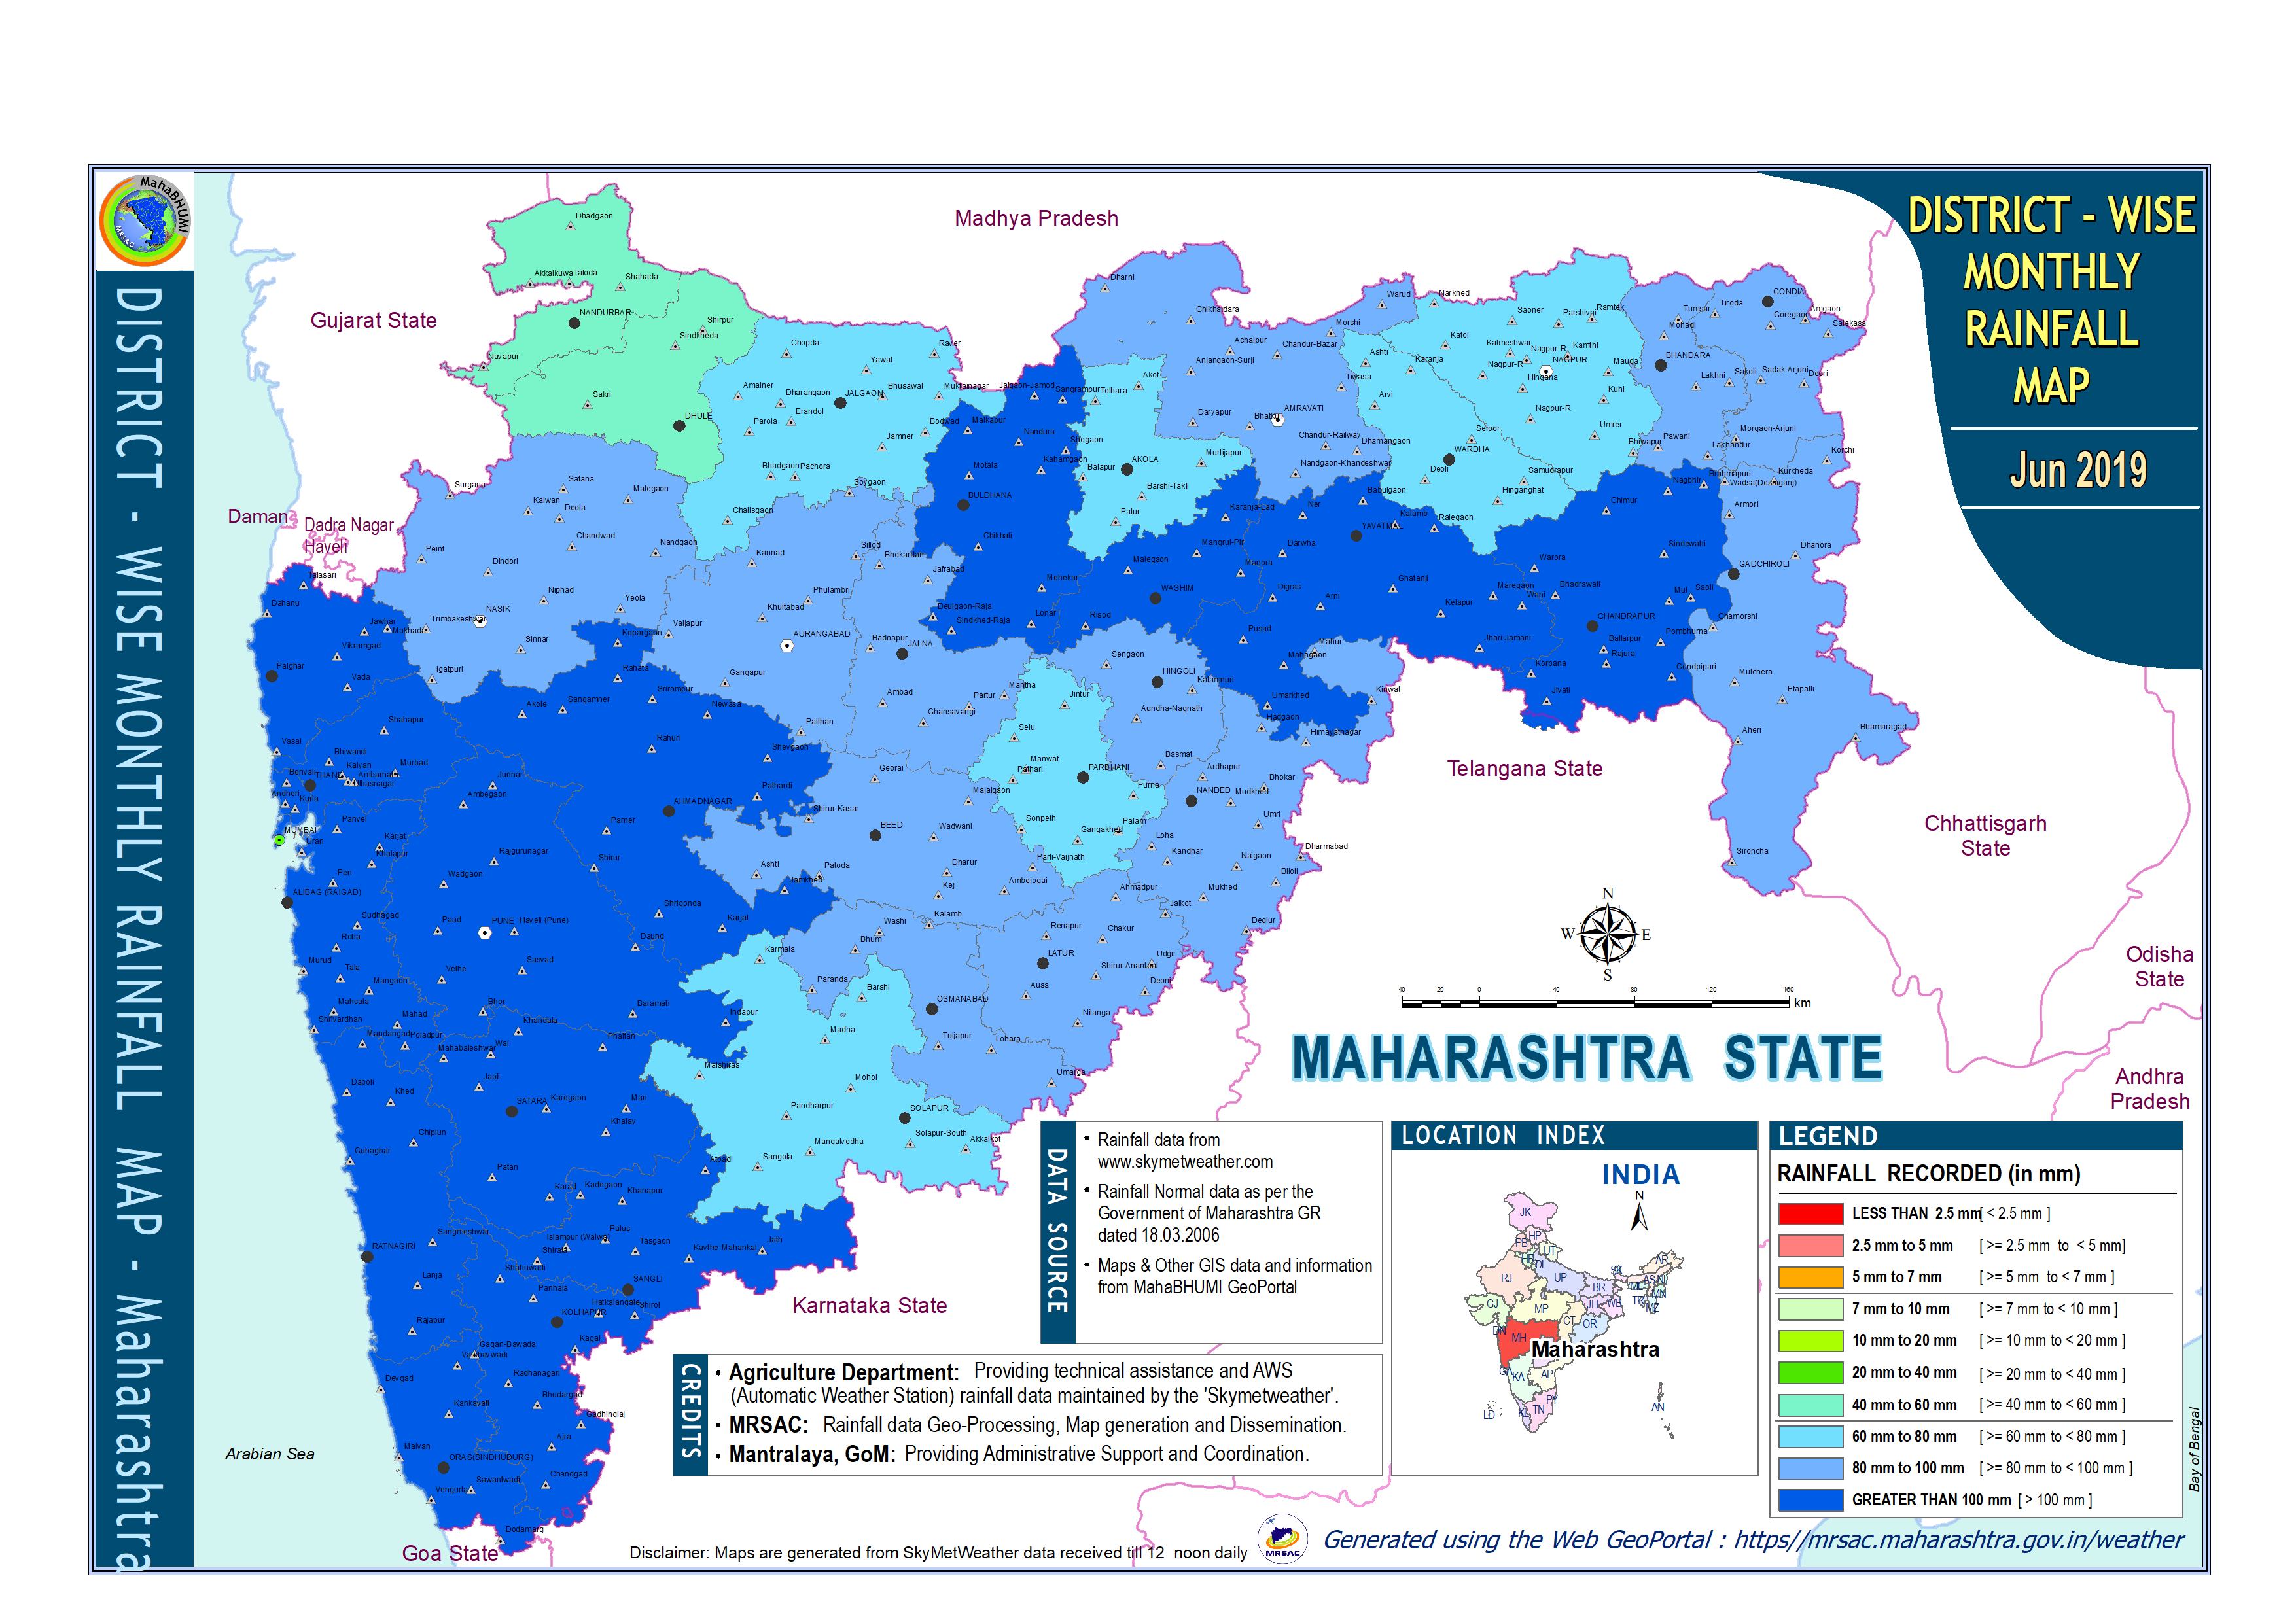 MahaBHUMI
MRSAC
DISTRICT - WISE MONTHLY RAINFALL MAP - Maharashtra
DISTRICT - WISE
MONTHLY
RAINFALL
MAP
Jun 2019
Madhya Pradesh
Gujarat State
Daman
Dadra Nagar
Haveli
Telangana State
Chhattisgarh
State
Odisha
State
Andhra
Pradesh
Karnataka State
Goa State
Arabian Sea
Bay of Bengal
Dhadgaon
Akkalkuwa
Taloda
Shahada
NANDURBAR
Navapur
Shirpur
Sindkheda
Sakri
DHULE
Chopda
Yawal
Raver
Amalner
Dharangaon
JALGAON
Bhusawal
Muktainagar
Erandol
Parola
Jamner
Bodwad
Bhadgaon
Pachora
Chalisgaon
Soygaon
Jalgaon-Jamod
Sangrampur
Telhara
Akot
Malkapur
Nandura
Shegaon
Khamgaon
Motala
BULDHANA
Chikhali
Mehekar
Lonar
Deulgaon-Raja
Sindkhed-Raja
Balapur
AKOLA
Murtijapur
Barshi-Takli
Patur
Dharni
Chikhaldara
Warud
Morshi
Achalpur
Chandur-Bazar
Anjangaon-Surji
Tiwasa
Daryapur
Bhatkuli
AMRAVATI
Chandur-Railway
Dhamangaon
Nandgaon-Khandeshwar
Narkhed
Saoner
Parshivni
Ramtek
Katol
Kalmeshwar
Nagpur-R
Kamthi
NAGPUR
Nagpur-R
Mauda
Hingana
Kuhi
Nagpur-R
Umrer
Bhiwapur
Ashti
Karanja
Arvi
Seloo
WARDHA
Deoli
Samudrapur
Hinganghat
Tumsar
Mohadi
BHANDARA
Lakhni
Sakoli
Pawani
Lakhandur
Tiroda
GONDIA
Goregaon
Amgaon
Salekasa
Sadak-Arjuni
Deori
Morgaon-Arjuni
Korchi
Kurkheda
Wadsa(Desaiganj)
Armori
Dhanora
GADCHIROLI
Chamorshi
Mulchera
Etapalli
Aheri
Bhamaragad
Sironcha
Brahmapuri
Nagbhir
Chimur
Sindewahi
Warora
Bhadrawati
Mul
Saoli
CHANDRAPUR
Ballarpur
Pombhurna
Rajura
Gondpipari
Korpana
Jivati
Karanja-Lad
Mangrul-Pir
Malegaon
Manora
WASHIM
Risod
Ner
Babulgaon
YAVATMAL
Kalamb
Ralegaon
Darwha
Digras
Arni
Ghatanji
Kelapur
Maregaon
Wani
Jhari-Jamani
Pusad
Mahagaon
Umarkhed
Mahur
Kinwat
Hadgaon
Himayatnagar
Ardhapur
Bhokar
NANDED
Mudkhed
Umri
Loha
Kandhar
Naigaon
Dharmabad
Biloli
Mukhed
Deglur
Sengaon
HINGOLI
Kalamnuri
Aundha-Nagnath
Basmat
Jintur
Selu
Manwat
Pathari
PARBHANI
Purna
Sonpeth
Gangakhed
Palam
Surgana
Satana
Kalwan
Deola
Malegaon
Chandwad
Nandgaon
Peint
Dindori
Niphad
Yeola
NASIK
Trimbakeshwar
Sinnar
Igatpuri
Kannad
Sillod
Phulambri
Khultabad
Vaijapur
AURANGABAD
Gangapur
Paithan
Bhokardan
Jafrabad
Badnapur
JALNA
Ambad
Ghansavangi
Partur
Mantha
Talasari
Dahanu
Jawhar
Mokhada
Vikramgad
Palghar
Vada
Vasai
Shahapur
Bhiwandi
Kalyan
Murbad
THANE
Ambarnath
Ulhasnagar
Borivali
Andheri
Kurla
MUMBAI
Uran
Panvel
Karjat
Khalapur
Pen
ALIBAG (RAIGAD)
Sudhagad
Roha
Murud
Tala
Mangaon
Mahsala
Shrivardhan
Mahad
Poladpur
Kopargaon
Rahata
Srirampur
Newasa
Akole
Sangamner
Rahuri
Shevgaon
Pathardi
AHMADNAGAR
Parner
Shrigonda
Karjat
Jamkhed
Junnar
Ambegaon
Rajgurunagar
Shirur
Wadgaon
Paud
PUNE
Haveli (Pune)
Daund
Velhe
Sasvad
Bhor
Baramati
Indapur
Georai
Majalgaon
Shirur-Kasar
BEED
Wadwani
Ashti
Patoda
Dharur
Kej
Ambejogai
Parli-Vaijnath
Washi
Kalamb
Bhum
Paranda
OSMANABAD
Tuljapur
Lohara
Umarga
Ahmadpur
Jalkot
Renapur
Chakur
LATUR
Udgir
Shirur-Anantpal
Deoni
Ausa
Nilanga
Karmala
Barshi
Madha
Malshiras
Mohol
Pandharpur
SOLAPUR
Solapur-South
Akkalkot
Mangalvedha
Sangola
Khandala
Wai
Mahabaleshwar
Phaltan
Jaoli
SATARA
Karegaon
Man
Khatav
Patan
Karad
Mandangad
Dapoli
Khed
Chiplun
Guhaghar
Sangmeshwar
RATNAGIRI
Lanja
Rajapur
Atpadi
Kadegaon
Khanapur
Palus
Islampur (Walwa)
Shirala
Tasgaon
Kavthe-Mahankal
Jath
SANGLI
Shahuwadi
Panhala
Hatkalangale
Shirol
KOLHAPUR
Kagal
Gagan-Bawada
Radhanagari
Bhudargad
Gadhinglaj
Ajra
Chandgad
Vaibhavwadi
Devgad
Kankavali
Malvan
ORAS(SINDHUDURG)
Sawantwadi
Vengurla
Dodamarg
N
W
E
S
40 20 0 40 80 120 160
km
MAHARASHTRA STATE
DATA SOURCE
• Rainfall data from
www.skymetweather.com
• Rainfall Normal data as per the
Government of Maharashtra GR
dated 18.03.2006
• Maps & Other GIS data and information
from MahaBHUMI GeoPortal
CREDITS
• Agriculture Department: Providing technical assistance and AWS
(Automatic Weather Station) rainfall data maintained by the 'Skymetweather'.
• MRSAC: Rainfall data Geo-Processing, Map generation and Dissemination.
• Mantralaya, GoM: Providing Administrative Support and Coordination.
LOCATION INDEX
INDIA
N
JK
HP
PB
UT
HR
DL
RJ
UP
AR
BR
GJ
MP
JH
WB
CT
OR
MH
Maharashtra
GA
KA
AP
PY
TN
KL
LD
AN
LEGEND
RAINFALL RECORDED (in mm)
LESS THAN 2.5 mm [ < 2.5 mm ]
2.5 mm to 5 mm [ >= 2.5 mm to < 5 mm]
5 mm to 7 mm [ >= 5 mm to < 7 mm ]
7 mm to 10 mm [ >= 7 mm to < 10 mm ]
10 mm to 20 mm [ >= 10 mm to < 20 mm ]
20 mm to 40 mm [ >= 20 mm to < 40 mm ]
40 mm to 60 mm [ >= 40 mm to < 60 mm ]
60 mm to 80 mm [ >= 60 mm to < 80 mm ]
80 mm to 100 mm [ >= 80 mm to < 100 mm ]
GREATER THAN 100 mm [ > 100 mm ]
Disclaimer: Maps are generated from SkyMetWeather data received till 12 noon daily
MRSAC
Generated using the Web GeoPortal : https//mrsac.maharashtra.gov.in/weather